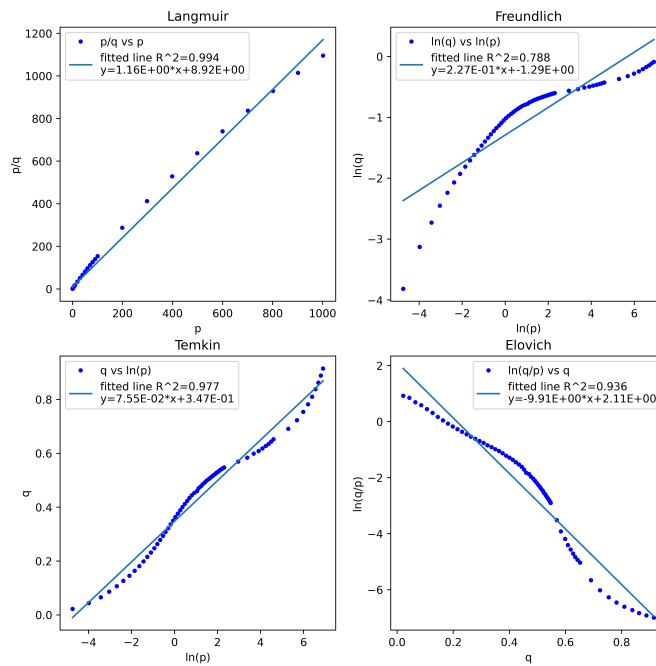 Langmuir
1200
1000
800
600
400
200
0
p/q
p/q vs p
fitted line R^2=0.994
y=1.16E+00*x+8.92E+00
0
200
400
600
800
1000
p
Freundlich
0
−1
−2
−3
−4
ln(q)
ln(q) vs ln(p)
fitted line R^2=0.788
y=2.27E-01*x+-1.29E+00
−4
−2
0
2
4
6
ln(p)
Temkin
0.8
0.6
0.4
0.2
0.0
q
q vs ln(p)
fitted line R^2=0.977
y=7.55E-02*x+3.47E-01
−4
−2
0
2
4
6
ln(p)
Elovich
2
0
−2
−4
−6
ln(q/p)
ln(q/p) vs q
fitted line R^2=0.936
y=-9.91E+00*x+2.11E+00
0.0
0.2
0.4
0.6
0.8
q